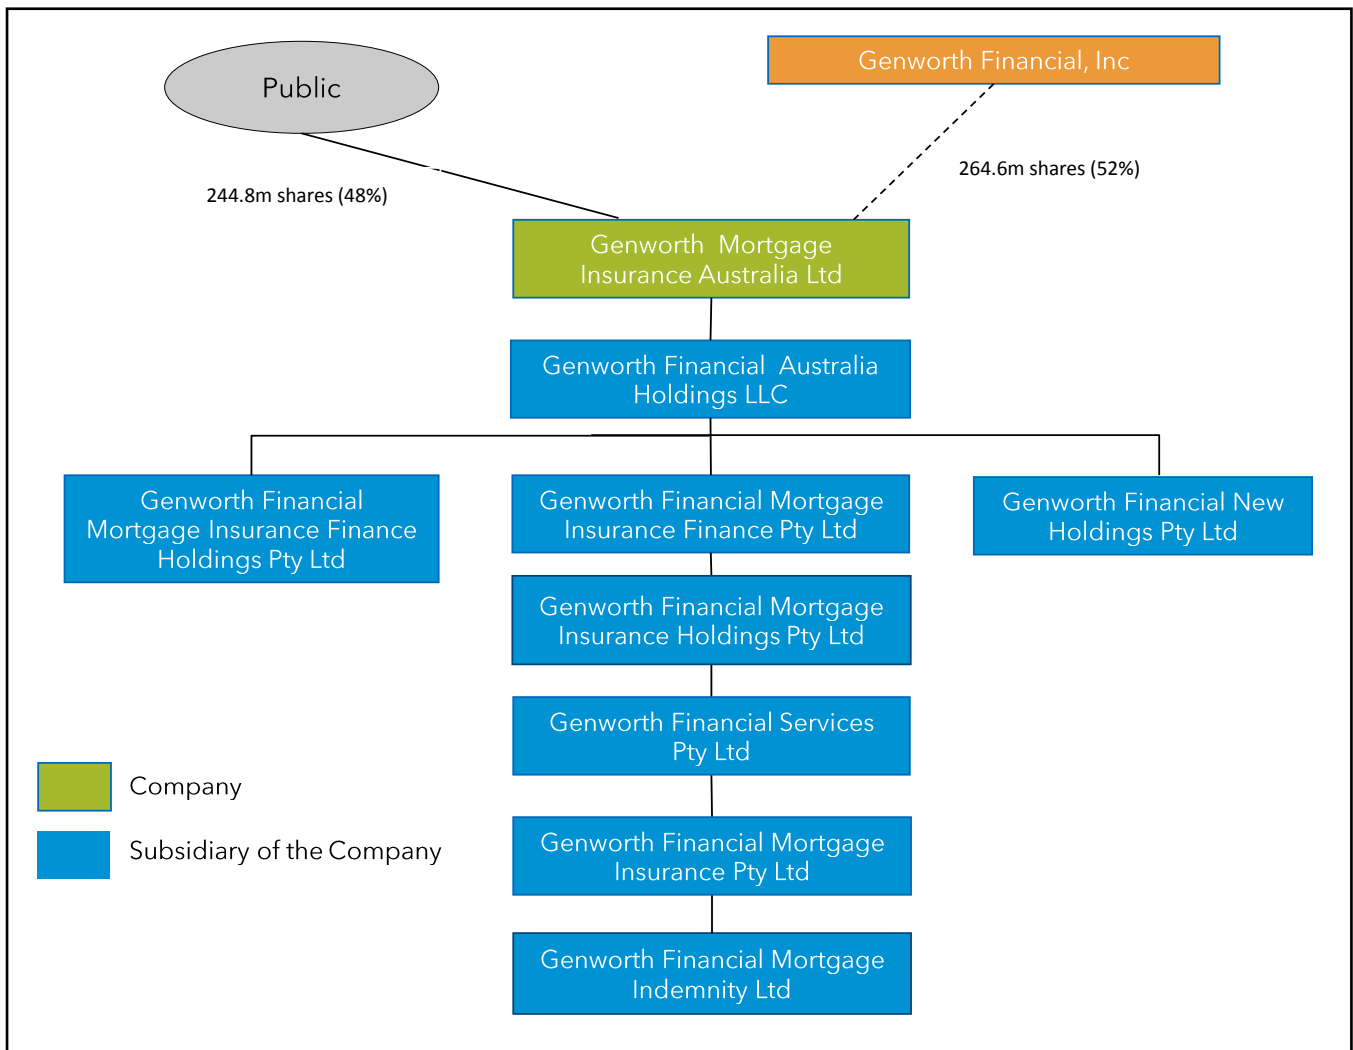 Public
Genworth Financial, Inc
244.8m shares (48%)
264.6m shares (52%)
Genworth Mortgage
Insurance Australia Ltd
Genworth Financial Australia
Holdings LLC
Genworth Financial
Mortgage Insurance Finance
Holdings Pty Ltd
Genworth Financial Mortgage
Insurance Finance Pty Ltd
Genworth Financial New
Holdings Pty Ltd
Genworth Financial Mortgage
Insurance Holdings Pty Ltd
Genworth Financial Services
Pty Ltd
Genworth Financial Mortgage
Insurance Pty Ltd
Genworth Financial Mortgage
Indemnity Ltd
Company
Subsidiary of the Company